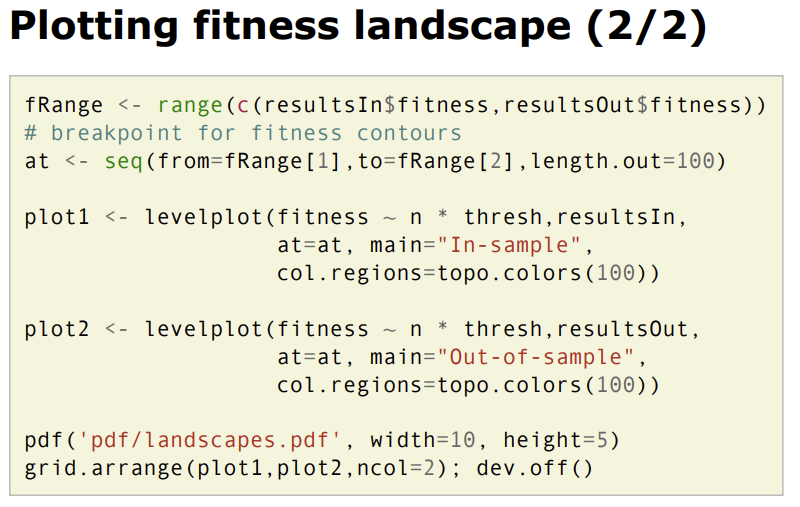 Plotting fitness landscape (2/2)
fRange <- range(c(resultsIn$fitness,resultsOut$fitness))
# breakpoint for fitness contours
at <- seq(from=fRange[1],to=fRange[2],length.out=100)
plot1 <- levelplot(fitness ~ n * thresh,resultsIn,
at=at, main="In-sample",
col.regions=topo.colors(100))
plot2 <- levelplot(fitness ~ n * thresh,resultsOut,
at=at, main="Out-of-sample",
col.regions=topo.colors(100))
pdf('pdf/landscapes.pdf', width=10, height=5)
grid.arrange(plot1,plot2,ncol=2); dev.off()